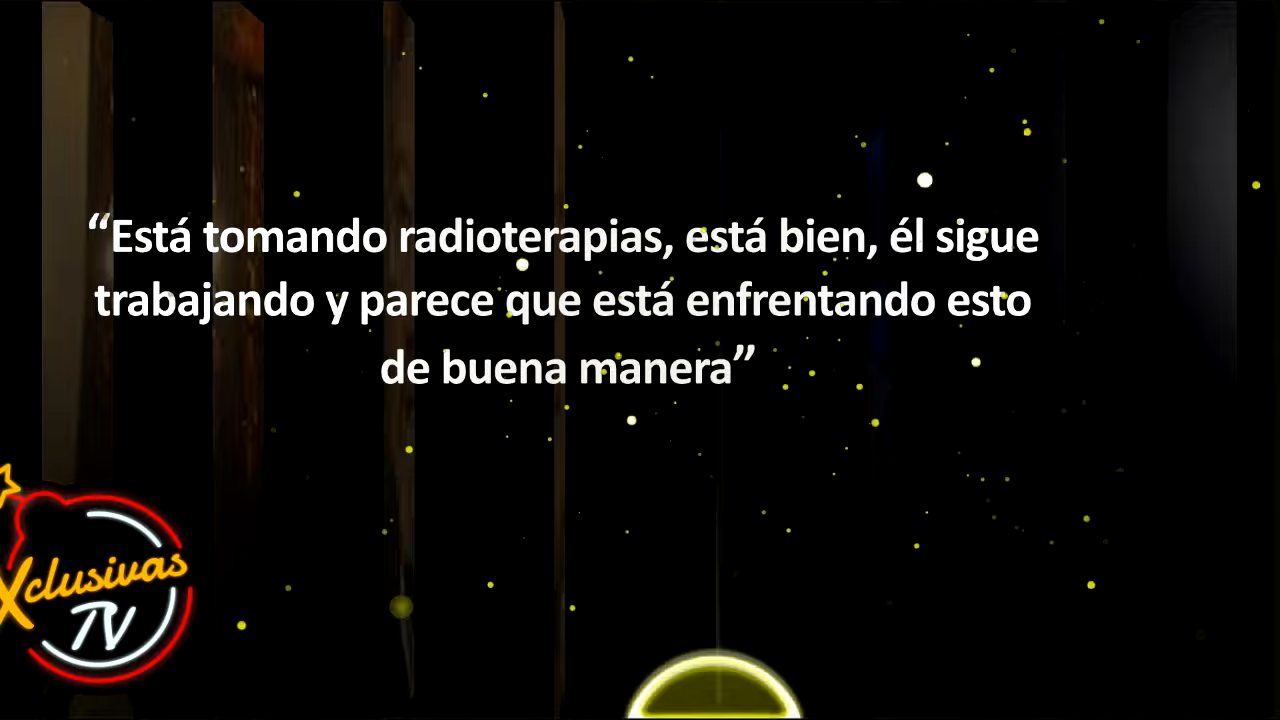 “Está tomando radioterapias, está bien, él sigue
trabajando y parece que está enfrentando esto
de buena manera”
Xclusivas
TV